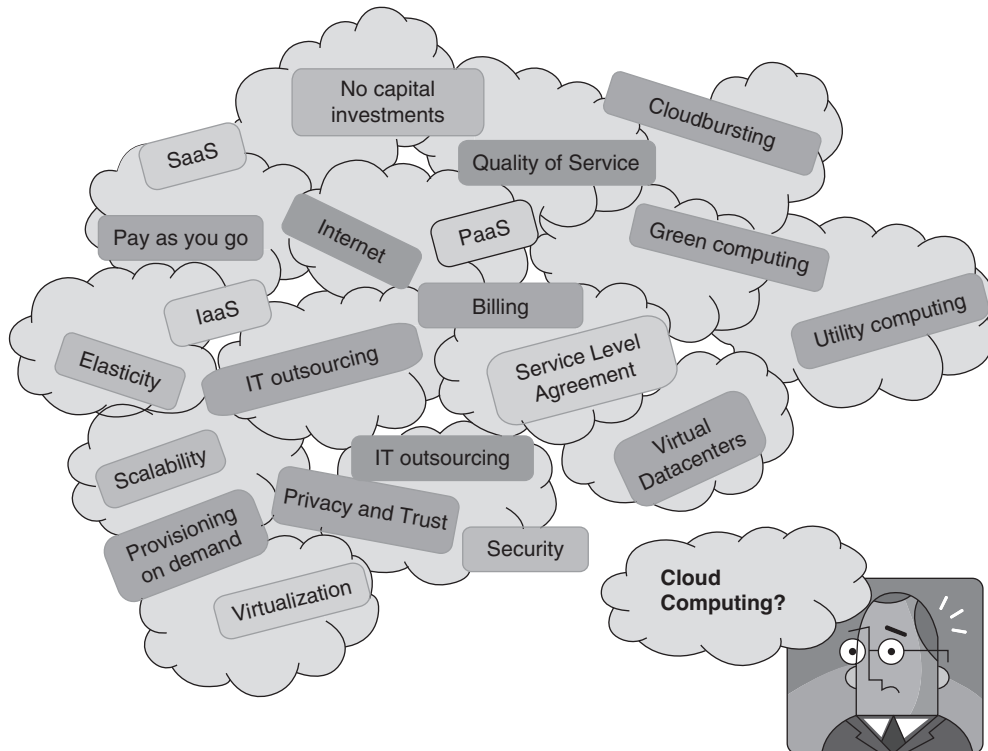 No capital
investments
Cloudbursting
SaaS
Quality of Service
Pay as you go
Internet
PaaS
Green computing
IaaS
Billing
Utility computing
Elasticity
IT outsourcing
Service Level
Agreement
Scalability
IT outsourcing
Virtual
Datacenters
Privacy and Trust
Provisioning
on demand
Security
Virtualization
Cloud
Computing?